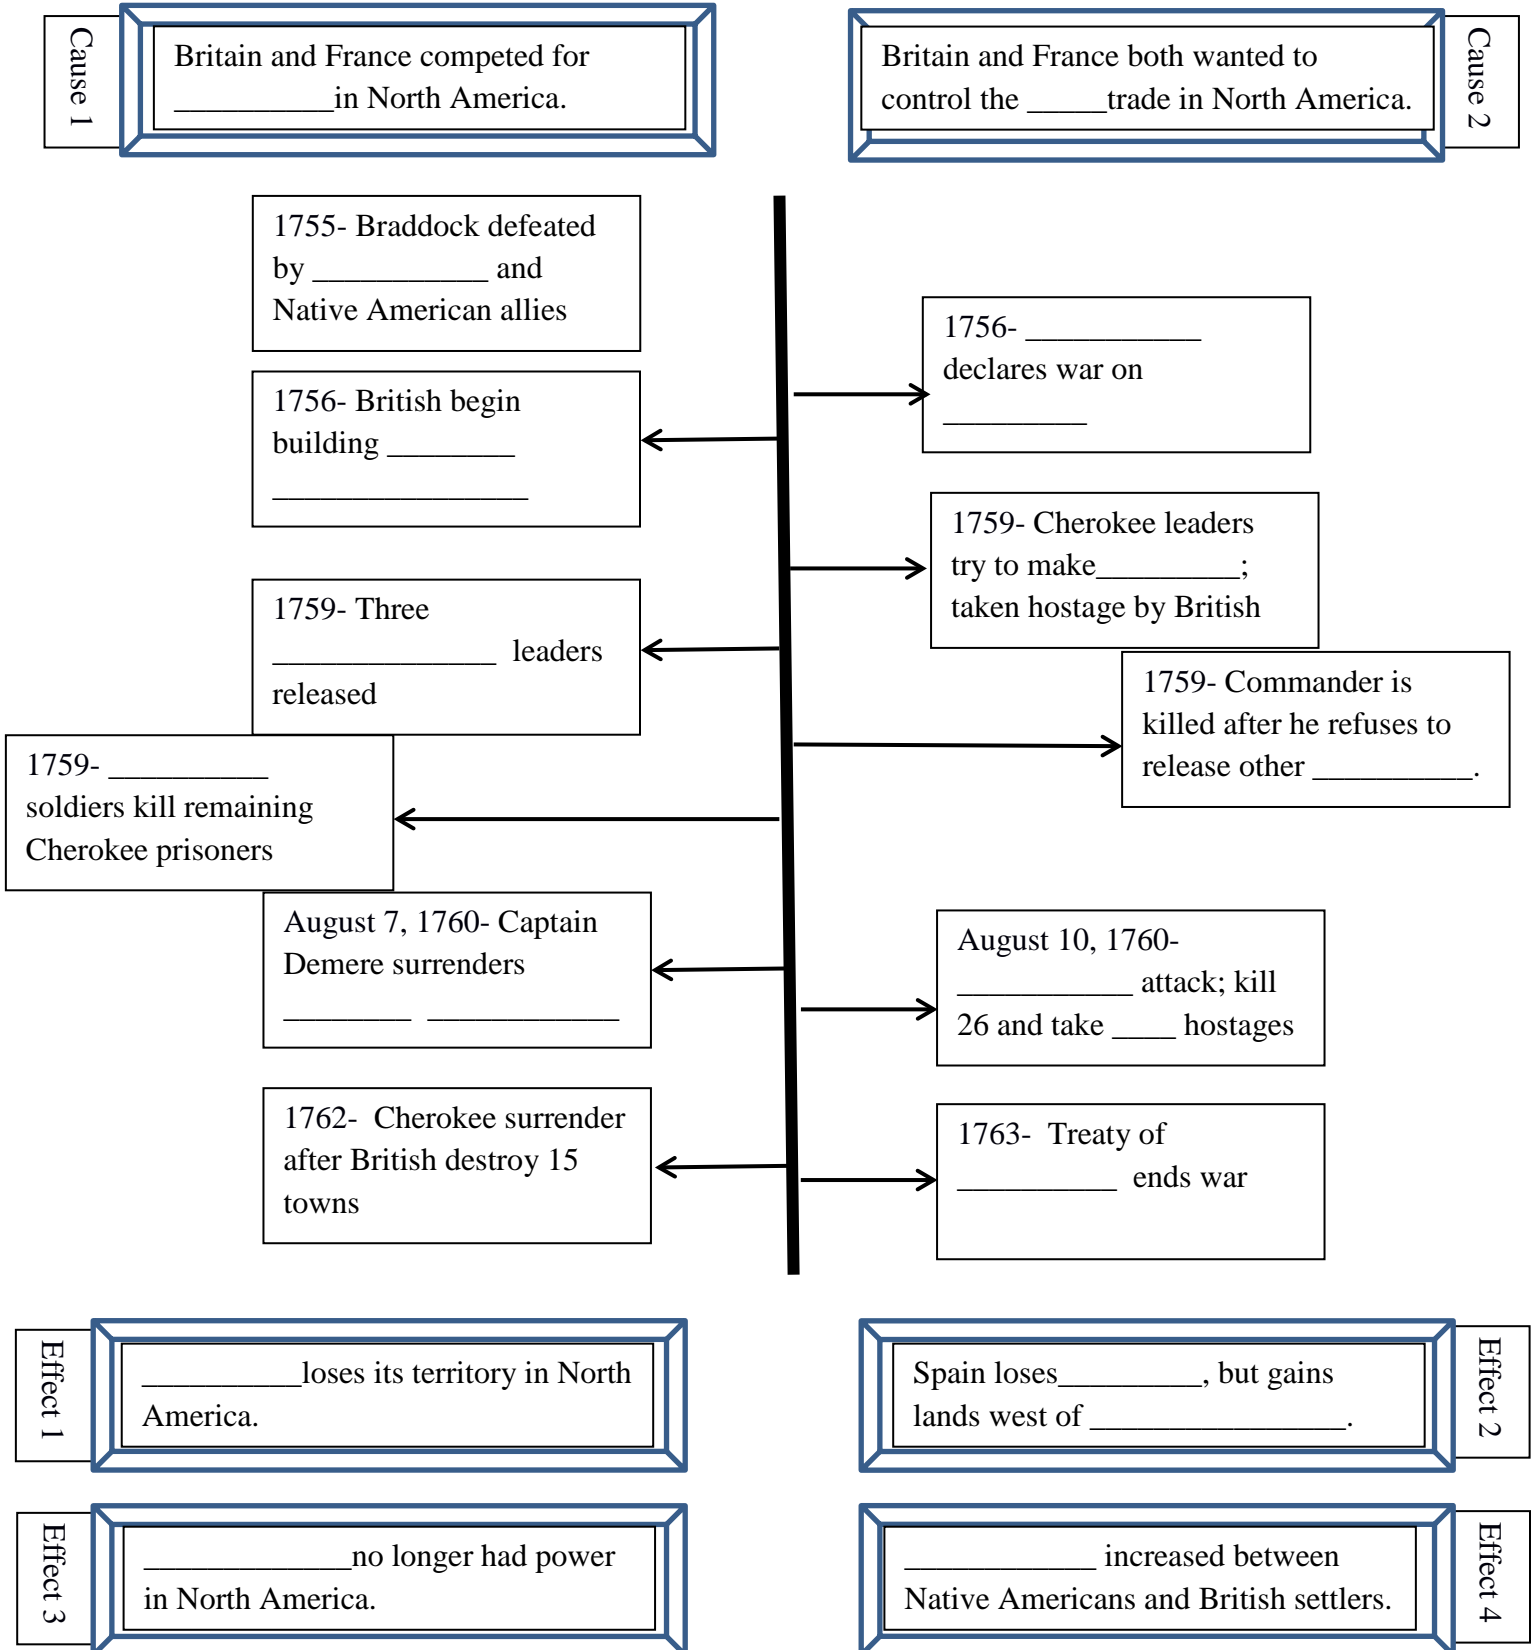 Cause 1
Britain and France competed for
__________in North America.
Britain and France both wanted to
control the _____trade in North America.
Cause 2
1755- Braddock defeated
by ___________ and
Native American allies
1756- ___________
declares war on
_________
1756- British begin
building ________
________________
1759- Cherokee leaders
try to make_________;
taken hostage by British
1759- Three
______________ leaders
released
1759- Commander is
killed after he refuses to
release other __________.
1759- __________
soldiers kill remaining
Cherokee prisoners
August 7, 1760- Captain
Demere surrenders
________ ____________
August 10, 1760-
___________ attack; kill
26 and take ____ hostages
1762- Cherokee surrender
after British destroy 15
towns
1763- Treaty of
__________ ends war
Effect 1
__________loses its territory in North
America.
Spain loses_________, but gains
lands west of ________________.
Effect 2
Effect 3
_____________no longer had power
in North America.
____________ increased between
Native Americans and British settlers.
Effect 4